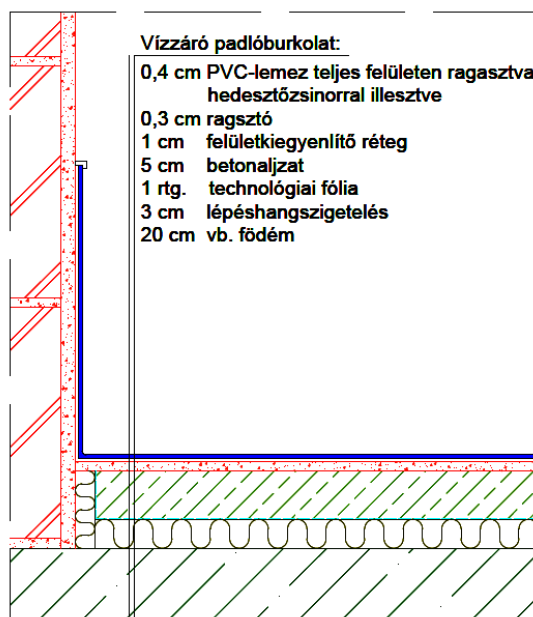 Vízzáró padlóburkolat:
0,4 cm PVC-lemez teljes felületen ragasztva
hedesztőzsinorral illesztve
0,3 cm ragsztó
1 cm felületkiegyenlítő réteg
5 cm betonaljzat
1 rtg. technológiai fólia
3 cm lépéshangszigetelés
20 cm vb. födém